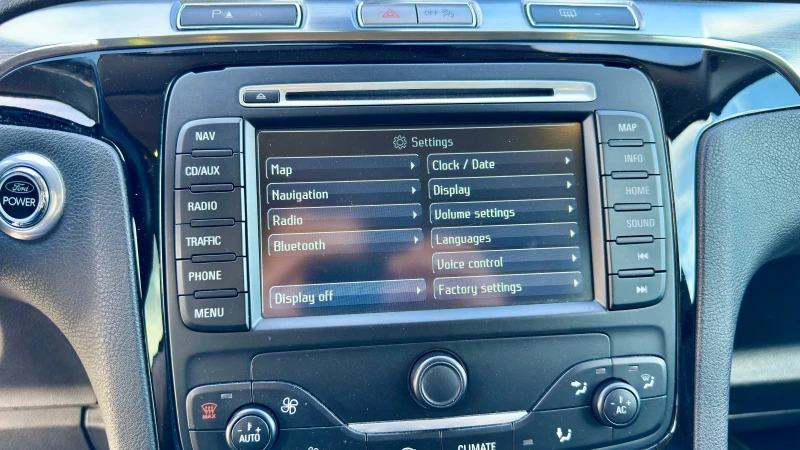 P
OFF
NAV
CD/AUX
RADIO
TRAFFIC
PHONE
MENU
Ford
POWER
Settings
Map
Navigation
Radio
Bluetooth
Display off
Clock / Date
Display
Volume settings
Languages
Voice control
Factory settings
MAP
INFO
HOME
SOUND
MAX
- +
AUTO
CLIMATE
- +
AC